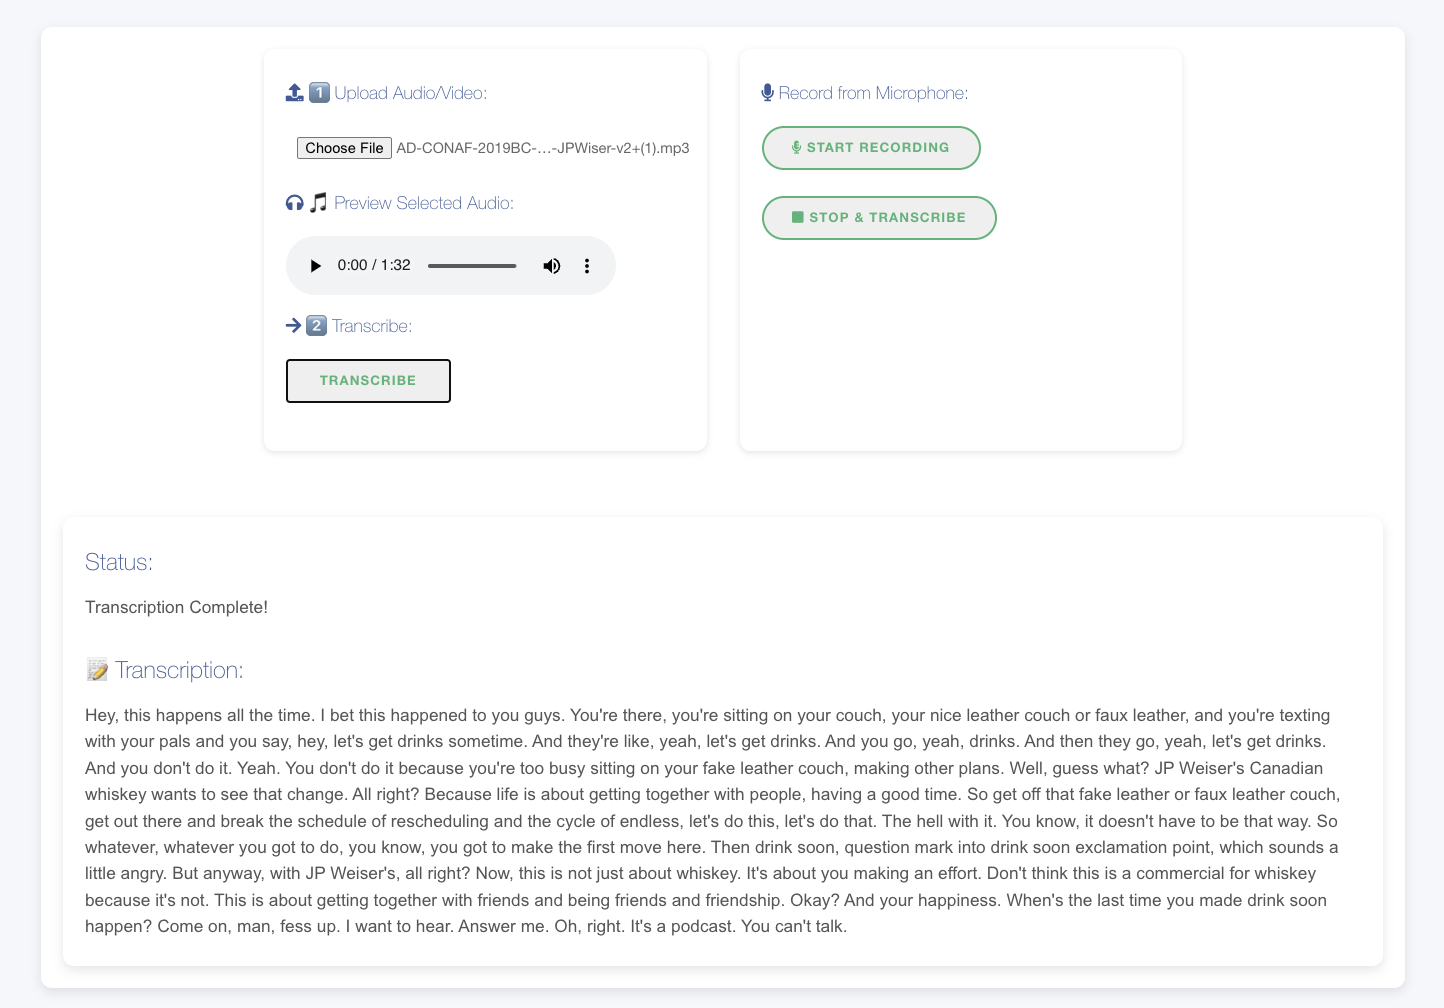 1 Upload Audio/Video:
Choose File AD-CONAF-2019BC-...-JPWiser-v2+(1).mp3
Preview Selected Audio:
0:00 / 1:32
2 Transcribe:
TRANSCRIBE
Record from Microphone:
START RECORDING
STOP & TRANSCRIBE
Status:
Transcription Complete!
Transcription:
Hey, this happens all the time. I bet this happened to you guys. You're there, you're sitting on your couch, your nice leather couch or faux leather, and you're texting
with your pals and you say, hey, let's get drinks sometime. And they're like, yeah, let's get drinks. And you go, yeah, drinks. And then they go, yeah, let's get drinks.
And you don't do it. Yeah. You don't do it because you're too busy sitting on your fake leather couch, making other plans. Well, guess what? JP Weiser's Canadian
whiskey wants to see that change. All right? Because life is about getting together with people, having a good time. So get off that fake leather or faux leather couch,
get out there and break the schedule of rescheduling and the cycle of endless, let's do this, let's do that. The hell with it. You know, it doesn't have to be that way. So
whatever, whatever you got to do, you know, you got to make the first move here. Then drink soon, question mark into drink soon exclamation point, which sounds a
little angry. But anyway, with JP Weiser's, all right? Now, this is not just about whiskey. It's about you making an effort. Don't think this is a commercial for whiskey
because it's not. This is about getting together with friends and being friends and friendship. Okay? And your happiness. When's the last time you made drink soon
happen? Come on, man, fess up. I want to hear. Answer me. Oh, right. It's a podcast. You can't talk.